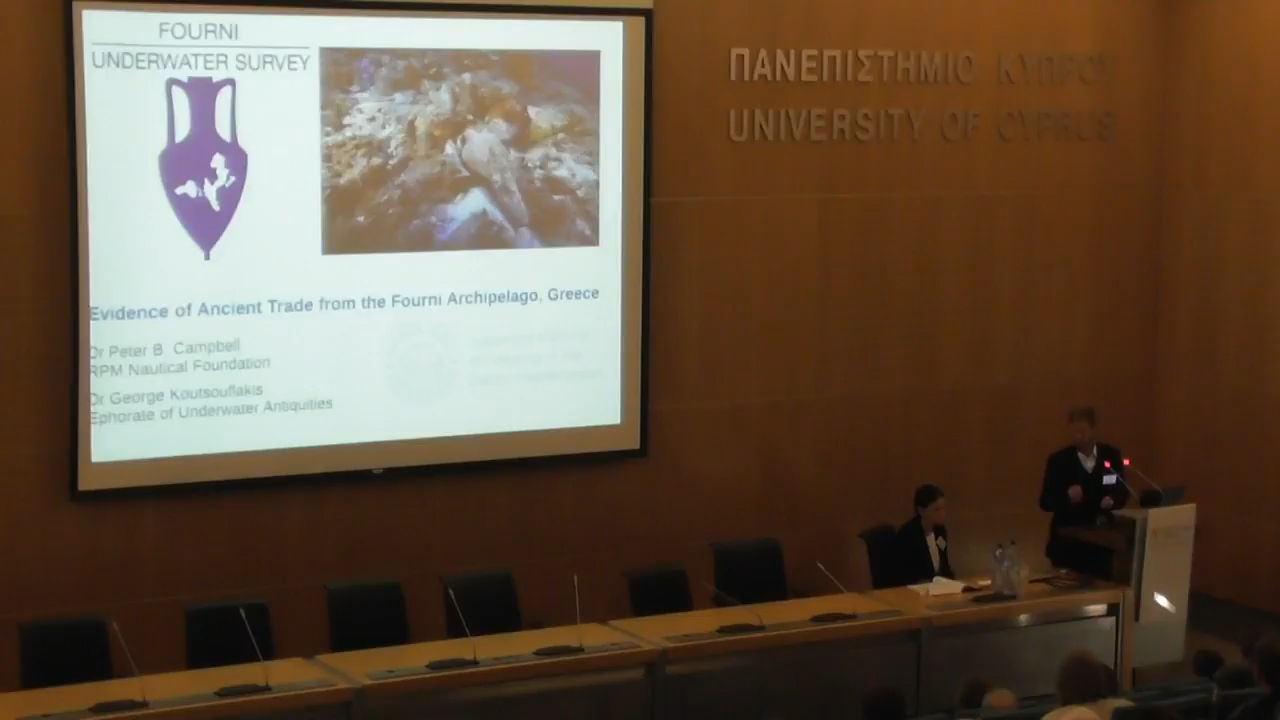 FOURNI
UNDERWATER SURVEY
ΠΑΝΕΠΙΣΤΗΜΙΟ ΚΥΠΡΟΥ
UNIVERSITY OF CYPRUS
Evidence of Ancient Trade from the Fourni Archipelago, Greece
Dr Peter B. Campbell
RPM Nautical Foundation
Dr George Koutsouflakis
Ephorate of Underwater Antiquities